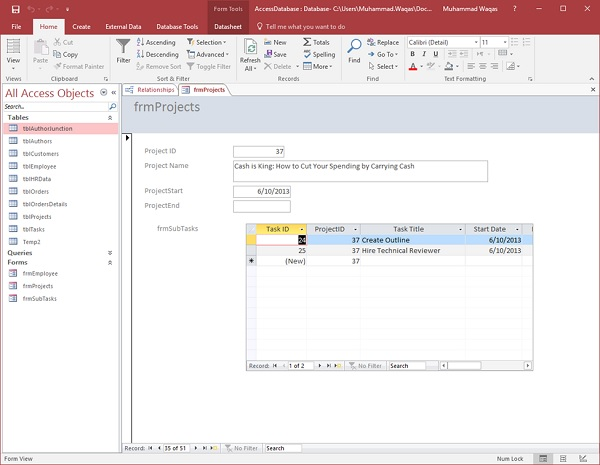 Form Tools
AccessDatabase : Database- C:\Users\Muhammad.Waqas\Doc...
Muhammad Waqas
File Home Create External Data Database Tools Datasheet Tell me what you want to do
View Paste Cut Copy Format Painter
Filter Ascending Descending Remove Sort Selection Advanced Toggle Filter
Refresh All New Save Delete Totals Spelling More
Find Replace Go To Select
Calibri (Detail) 11
B I U A
Views Clipboard Sort & Filter Records Find Text Formatting
All Access Objects
Search...
Tables
tblAuthorJunction
tblAuthors
tblCustomers
tblEmployee
tblHRData
tblOrders
tblOrdersDetails
tblProjects
tblTasks
Temp2
Queries
Forms
frmEmployee
frmProjects
frmSubTasks
Relationships frmProjects
frmProjects
Project ID 37
Project Name Cash is King: How to Cut Your Spending by Carrying Cash
ProjectStart 6/10/2013
ProjectEnd
frmSubTasks
Task ID ProjectID Task Title Start Date
24 37 Create Outline 6/10/2013
25 37 Hire Technical Reviewer 6/10/2013
(New) 37
Record: 1 of 2 No Filter Search
Record: 35 of 51 No Filter Search
Form View Num Lock